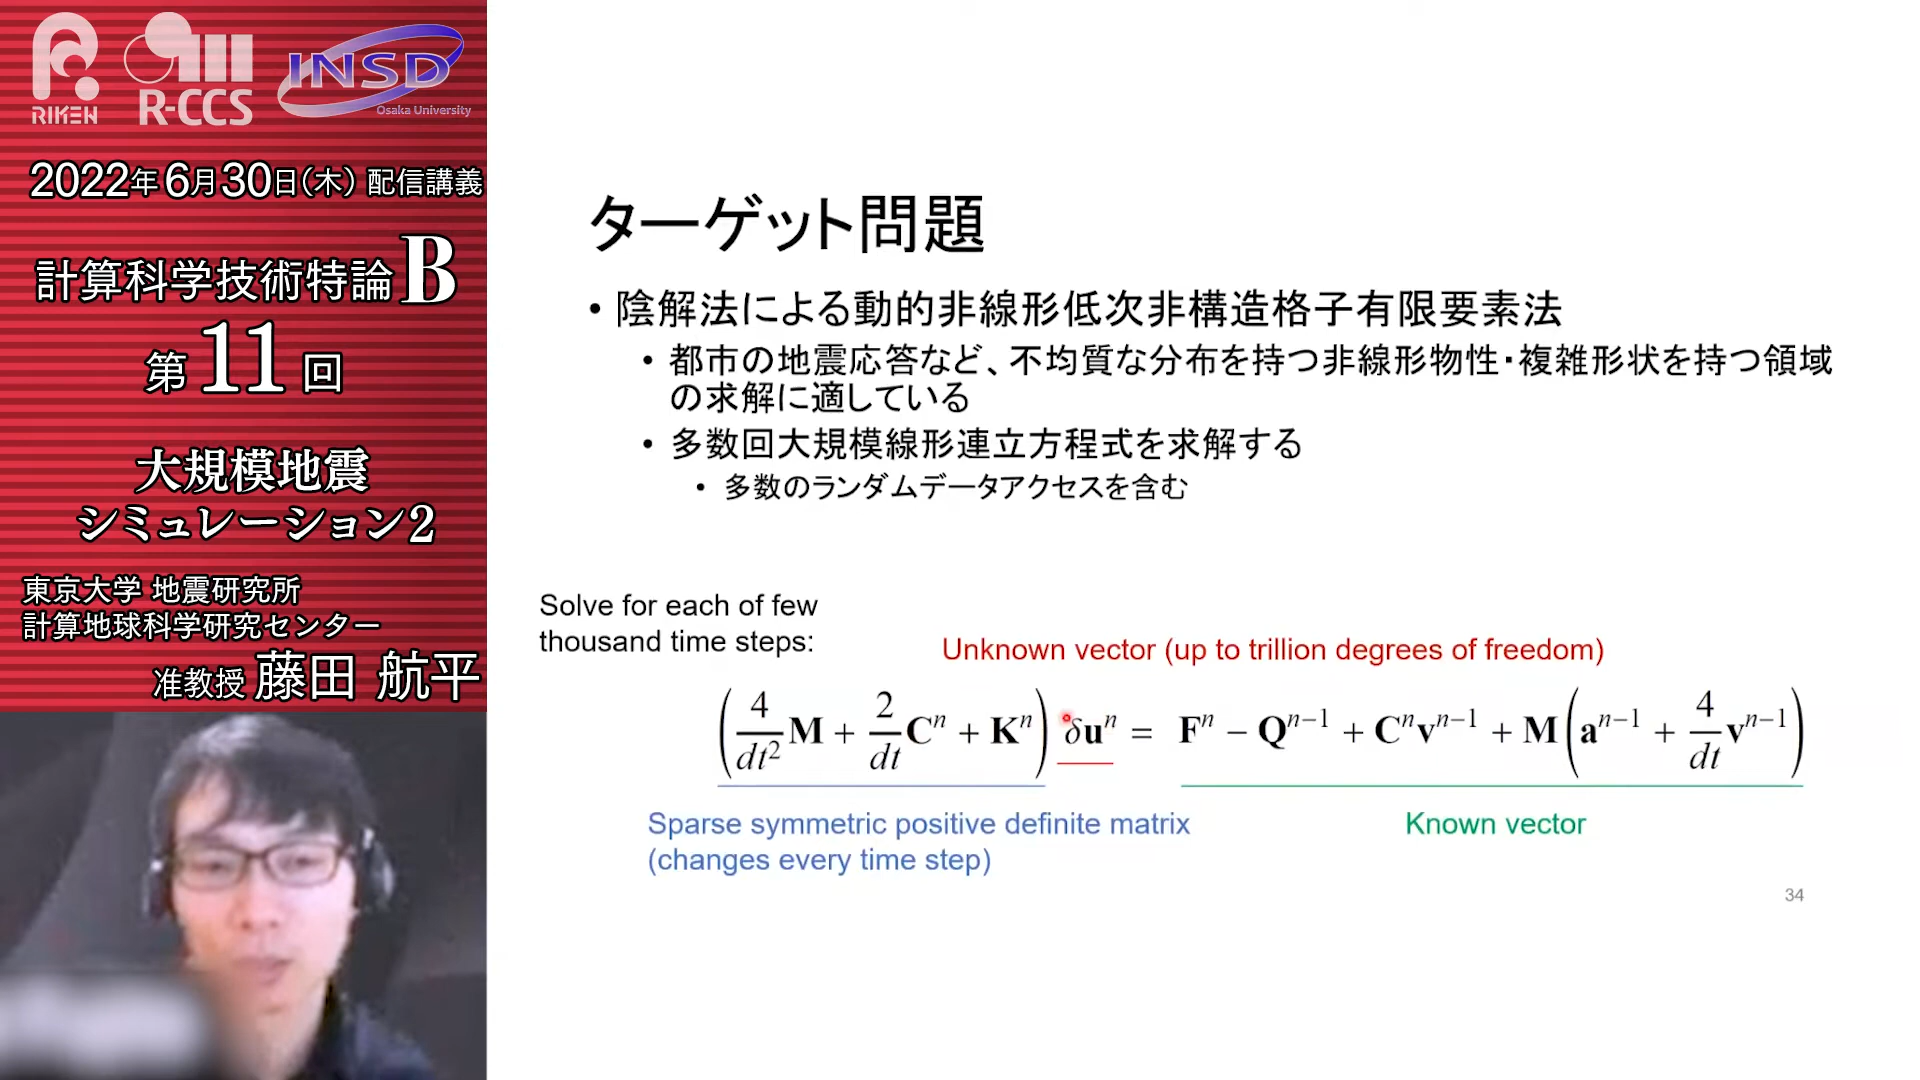 RIKEN
R-CCS
INSD
Osaka University
2022年6月30日(木) 配信講義
計算科学技術特論B
第11回
大規模地震
シミュレーション2
東京大学 地震研究所
計算地球科学研究センター
准教授 藤田 航平
ターゲット問題
• 陰解法による動的非線形低次非構造格子有限要素法
• 都市の地震応答など、不均質な分布を持つ非線形物性・複雑形状を持つ領域
の求解に適している
• 多数回大規模線形連立方程式を求解する
• 多数のランダムデータアクセスを含む
Solve for each of few
thousand time steps:
Unknown vector (up to trillion degrees of freedom)
(4/dt² M + 2/dt Cⁿ + Kⁿ) δuⁿ = Fⁿ − Qⁿ⁻¹ + Cⁿvⁿ⁻¹ + M(aⁿ⁻¹ + 4/dt vⁿ⁻¹)
Sparse symmetric positive definite matrix
(changes every time step)
Known vector
34